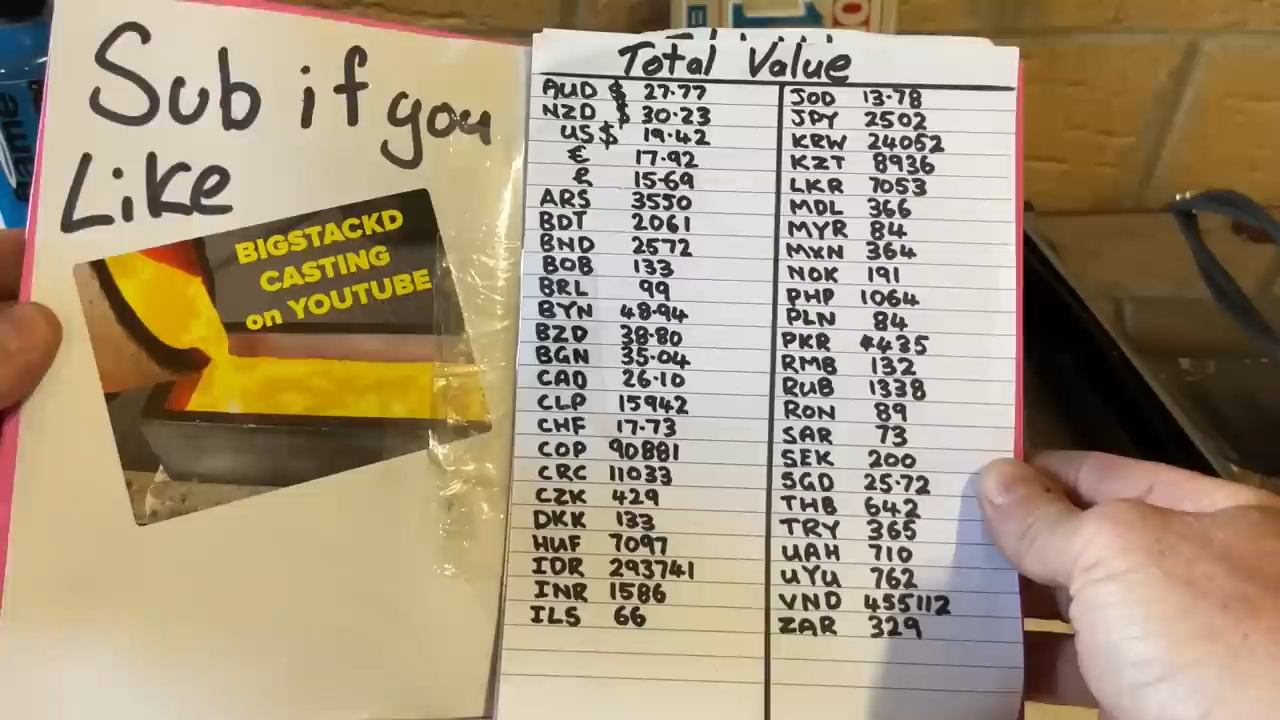 Sub if you
Like
BIGSTACKD
CASTING
on YOUTUBE
Total Value
AUD $ 27.77
NZD $ 30.23
US $ 19.42
€ 17.92
£ 15.69
ARS 3550
BDT 2061
BND 2572
BOB 133
BRL 99
BYN 48.94
BZD 38.80
BGN 35.04
CAD 26.10
CLP 15942
CHF 17.73
COP 90881
CRC 11033
CZK 429
DKK 133
HUF 7097
IDR 293741
INR 1586
ILS 66
JOD 13.78
JPY 2502
KRW 24052
KZT 8936
LKR 7053
MDL 366
MYR 84
MXN 364
NOK 191
PHP 1064
PLN 84
PKR 4435
RMB 132
RUB 1338
RON 89
SAR 73
SEK 200
SGD 25.72
THB 642
TRY 365
UAH 710
UYU 762
VND 455112
ZAR 329